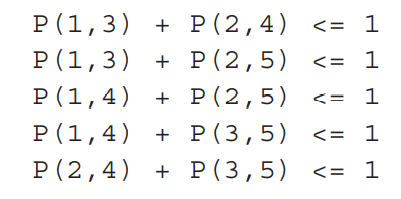 P(1,3) + P(2,4) <= 1
P(1,3) + P(2,5) <= 1
P(1,4) + P(2,5) <= 1
P(1,4) + P(3,5) <= 1
P(2,4) + P(3,5) <= 1